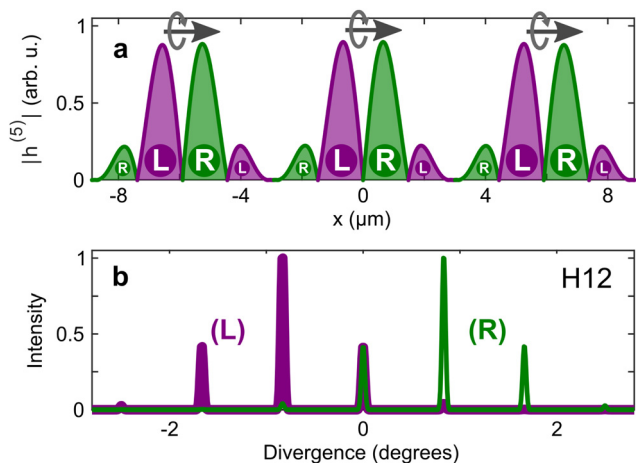 a
|h⁽⁵⁾| (arb. u.)
1
0.5
0
R L R L R L R L R L R L
-8 -4 0 4 8
x (µm)
b
H12
(L) (R)
Intensity
1
0.5
0
-2 0 2
Divergence (degrees)